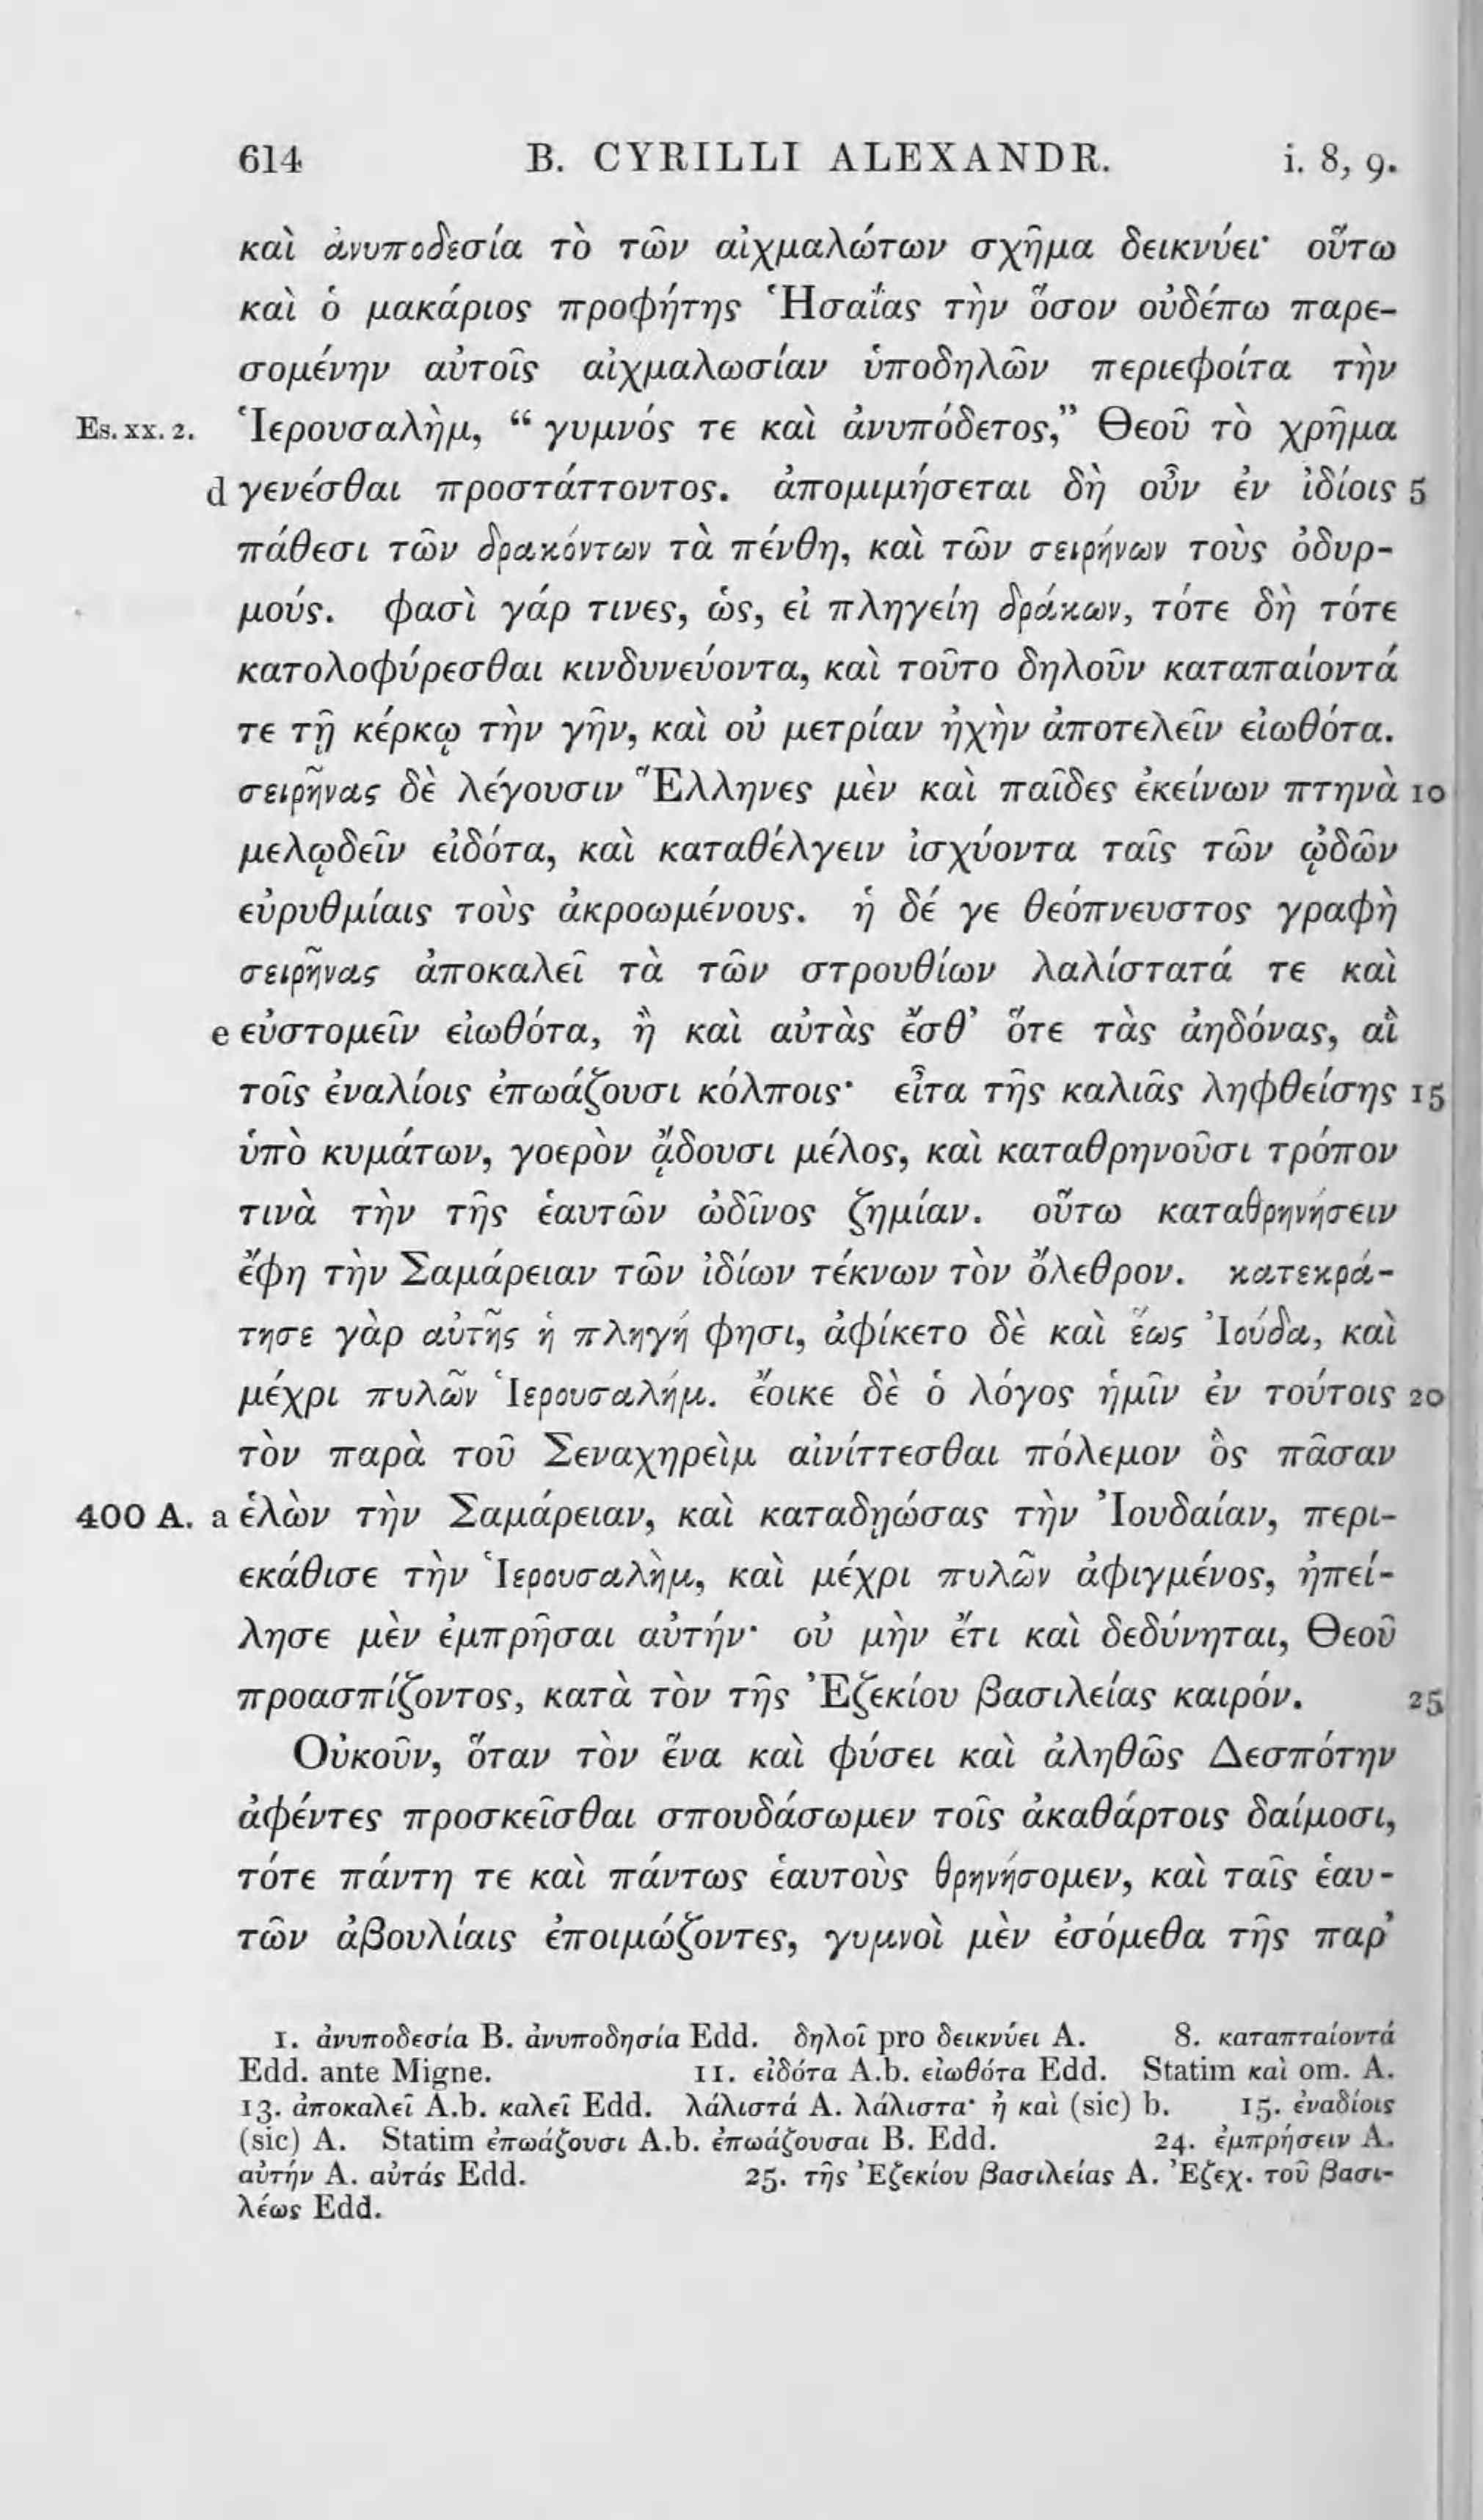 614 B. CYRILLI ALEXANDR. i. 8, 9.
καὶ ἀνυποδεσία τὸ τῶν αἰχμαλώτων σχῆμα δεικνύει· οὕτω
καὶ ὁ μακάριος προφήτης Ἡσαΐας τὴν ὅσον οὐδέπω παρε-
σομένην αὐτοῖς αἰχμαλωσίαν ὑποδηλῶν περιεφοίτα τὴν
Es. xx. 2. Ἱερουσαλὴμ, “ γυμνός τε καὶ ἀνυπόδετος,” Θεοῦ τὸ χρῆμα
d γενέσθαι προστάττοντος. ἀπομιμήσεται δὴ οὖν ἐν ἰδίοις 5
πάθεσι τῶν δρακόντων τὰ πένθη, καὶ τῶν σειρήνων τοὺς ὀδυρ-
μούς. φασὶ γάρ τινες, ὡς, εἰ πληγείη δράκων, τότε δὴ τότε
κατολοφύρεσθαι κινδυνεύοντα, καὶ τοῦτο δηλοῦν καταπαίοντά
τε τῇ κέρκῳ τὴν γῆν, καὶ οὐ μετρίαν ἠχὴν ἀποτελεῖν εἰωθότα.
σειρῆνας δὲ λέγουσιν Ἕλληνες μὲν καὶ παῖδες ἐκείνων πτηνὰ 10
μελῳδεῖν εἰδότα, καὶ καταθέλγειν ἰσχύοντα ταῖς τῶν ᾠδῶν
εὐρυθμίαις τοὺς ἀκροωμένους. ἡ δέ γε θεόπνευστος γραφὴ
σειρῆνας ἀποκαλεῖ τὰ τῶν στρουθίων λαλίστατά τε καὶ
e εὐστομεῖν εἰωθότα, ἢ καὶ αὐτὰς ἔσθ’ ὅτε τὰς ἀηδόνας, αἳ
τοῖς ἐναλίοις ἐπωάζουσι κόλποις· εἶτα τῆς καλιᾶς ληφθείσης 15
ὑπὸ κυμάτων, γοερὸν ᾄδουσι μέλος, καὶ καταθρηνοῦσι τρόπον
τινὰ τὴν τῆς ἑαυτῶν ὠδῖνος ζημίαν. οὕτω καταθρηνήσειν
ἔφη τὴν Σαμάρειαν τῶν ἰδίων τέκνων τὸν ὄλεθρον. κατεκρά-
τησε γὰρ αὐτῆς ἡ πληγή φησι, ἀφίκετο δὲ καὶ ἕως Ἰούδα, καὶ
μέχρι πυλῶν Ἱερουσαλήμ. ἔοικε δὲ ὁ λόγος ἡμῖν ἐν τούτοις 20
τὸν παρὰ τοῦ Σεναχηρεὶμ αἰνίττεσθαι πόλεμον ὃς πᾶσαν
400 A. a ἑλὼν τὴν Σαμάρειαν, καὶ καταδῃώσας τὴν Ἰουδαίαν, περι-
εκάθισε τὴν Ἱερουσαλὴμ, καὶ μέχρι πυλῶν ἀφιγμένος, ἠπεί-
λησε μὲν ἐμπρῆσαι αὐτήν· οὐ μὴν ἔτι καὶ δεδύνηται, Θεοῦ
προασπίζοντος, κατὰ τὸν τῆς Ἐζεκίου βασιλείας καιρόν. 25
Οὐκοῦν, ὅταν τὸν ἕνα καὶ φύσει καὶ ἀληθῶς Δεσπότην
ἀφέντες προσκεῖσθαι σπουδάσωμεν τοῖς ἀκαθάρτοις δαίμοσι,
τότε πάντη τε καὶ πάντως ἑαυτοὺς θρηνήσομεν, καὶ ταῖς ἑαυ-
τῶν ἀβουλίαις ἐποιμώζοντες, γυμνοὶ μὲν ἐσόμεθα τῆς παρ’
1. ἀνυποδεσία B. ἀνυποδησία Edd. δηλοῖ pro δεικνύει A. 8. καταπταίοντά
Edd. ante Migne. 11. εἰδότα A.b. εἰωθότα Edd. Statim καὶ om. A.
13. ἀποκαλεῖ A.b. καλεῖ Edd. λάλιστά A. λάλιστα· ἢ καὶ (sic) b. 15. ἐναδίοις
(sic) A. Statim ἐπωάζουσι A.b. ἐπωάζουσαι B. Edd. 24. ἐμπρήσειν A.
αὐτήν A. αὐτάς Edd. 25. τῆς Ἐζεκίου βασιλείας A. Ἐζεχ. τοῦ βασι-
λέως Edd.